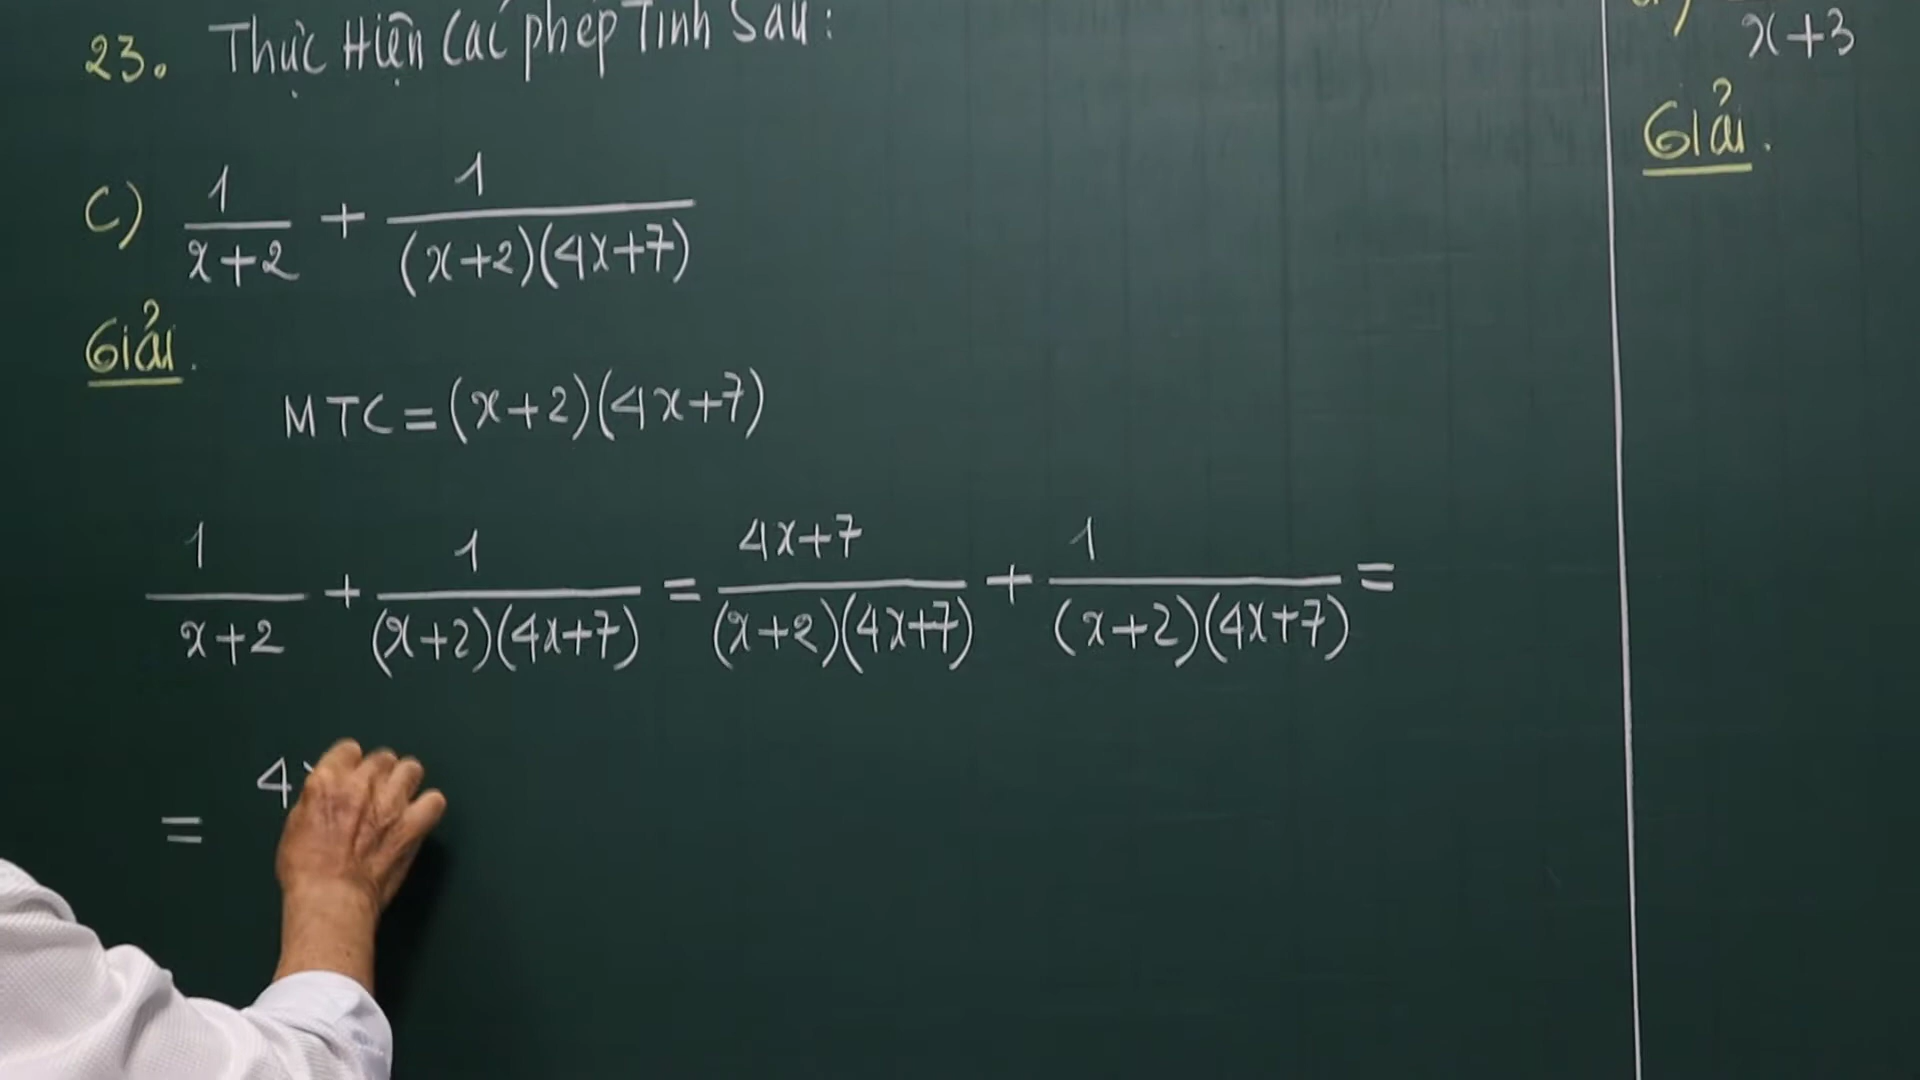 23. Thực Hiện Các phép Tính Sau:
C) 1/(x+2) + 1/((x+2)(4x+7))
Giải.
MTC = (x+2)(4x+7)
1/(x+2) + 1/((x+2)(4x+7)) = (4x+7)/((x+2)(4x+7)) + 1/((x+2)(4x+7)) =
= 4x
x+3
Giải.